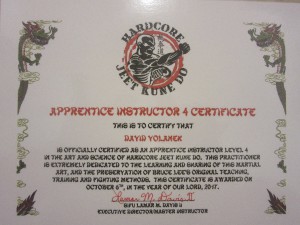 HARDCORE
JEET KUNE DO
APPRENTICE INSTRUCTOR 4 CERTIFICATE
THIS IS TO CERTIFY THAT
DAVID VOLANEK
IS OFFICIALLY CERTIFIED AS AN APPRENTICE INSTRUCTOR LEVEL 4
IN THE ART AND SCIENCE OF HARDCORE JEET KUNE DO. THIS PRACTITIONER
IS EXTREMELY DEDICATED TO THE LEARNING AND SHARING OF THIS MARTIAL
ART, AND THE PRESERVATION OF BRUCE LEE'S ORIGINAL TEACHING,
TRAINING AND FIGHTING METHODS. THIS CERTIFICATE IS AWARDED ON
OCTOBER 6TH, IN THE YEAR OF OUR LORD, 2017.
Lamar M. Davis II
SIFU LAMAR M. DAVIS II
EXECUTIVE DIRECTOR/MASTER INSTRUCTOR